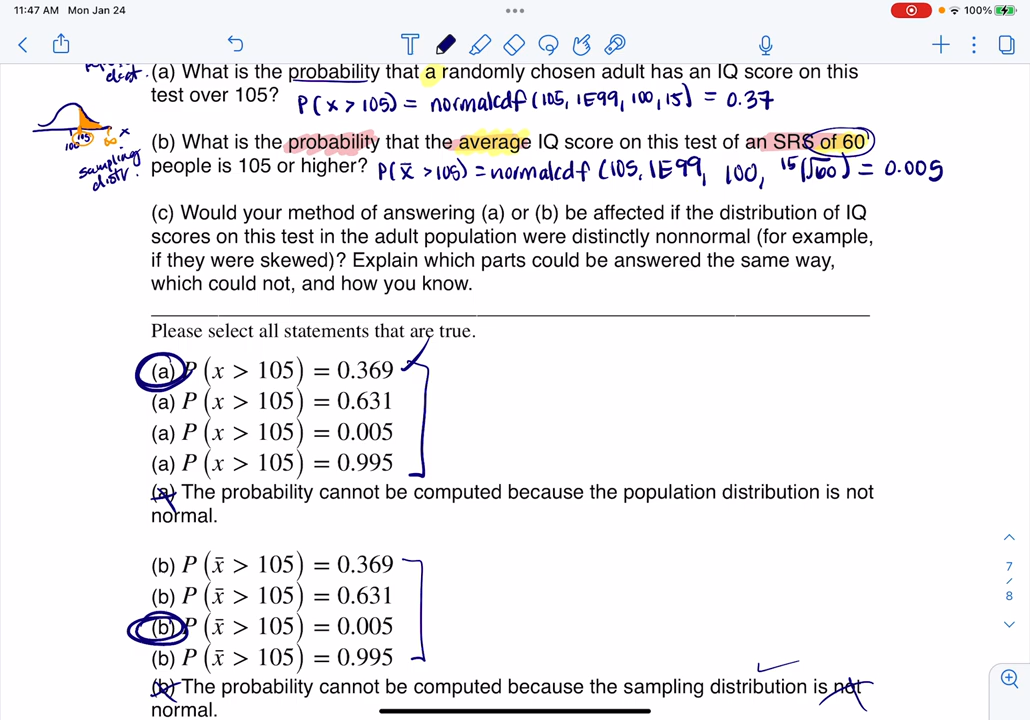 11:47 AM Mon Jan 24
100%
dist. (a) What is the probability that a randomly chosen adult has an IQ score on this
test over 105? P(x > 105) = normalcdf (105, 1E99, 100, 15) = 0.37
100 105 ∞ x
sampling distr.
(b) What is the probability that the average IQ score on this test of an SRS of 60
people is 105 or higher? P(x̄ > 105) = normalcdf (105, 1E99, 100, 15/(√60) = 0.005
(c) Would your method of answering (a) or (b) be affected if the distribution of IQ
scores on this test in the adult population were distinctly nonnormal (for example,
if they were skewed)? Explain which parts could be answered the same way,
which could not, and how you know.
Please select all statements that are true.
(a) P (x > 105) = 0.369
(a) P (x > 105) = 0.631
(a) P (x > 105) = 0.005
(a) P (x > 105) = 0.995
(a) The probability cannot be computed because the population distribution is not
normal.
(b) P (x̄ > 105) = 0.369
(b) P (x̄ > 105) = 0.631
(b) P (x̄ > 105) = 0.005
(b) P (x̄ > 105) = 0.995
(b) The probability cannot be computed because the sampling distribution is not
normal.
7
/
8